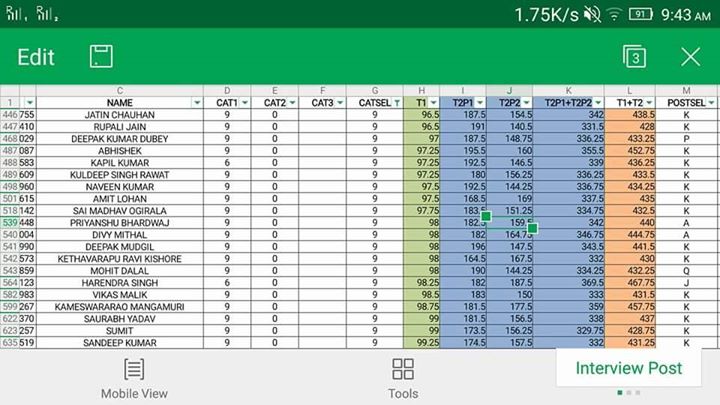 1.75K/s 91 9:43 AM
Edit 3
C D E F G H I J K L M
1 NAME CAT1 CAT2 CAT3 CATSEL T1 T2P1 T2P2 T2P1+T2P2 T1+T2 POSTSEL
446 755 JATIN CHAUHAN 9 0 9 96.5 187.5 154.5 342 438.5 K
447 410 RUPALI JAIN 9 0 9 96.5 191 140.5 331.5 428 K
468 029 DEEPAK KUMAR DUBEY 9 0 9 97 187.5 148.75 336.25 433.25 P
487 087 ABHISHEK 9 0 9 97.25 195.5 160 355.5 452.75 K
488 583 KAPIL KUMAR 6 0 9 97.25 192.5 146.5 339 436.25 K
489 609 KULDEEP SINGH RAWAT 9 0 9 97.25 180 156.25 336.25 433.5 K
498 960 NAVEEN KUMAR 9 0 9 97.5 192.5 144.25 336.75 434.25 K
501 615 AMIT LOHAN 9 0 9 97.5 168.5 169 337.5 435 K
518 142 SAI MADHAV OGIRALA 9 0 9 97.75 183.5 151.25 334.75 432.5 K
539 448 PRIYANSHU BHARDWAJ 9 0 9 98 182.5 159.5 342 440 A
540 004 DIVY MITHAL 9 0 9 98 182 164.75 346.75 444.75 A
541 990 DEEPAK MUDGIL 9 0 9 98 196 147.5 343.5 441.5 K
542 573 KETHAVARAPU RAVI KISHORE 9 0 9 98 164.5 167.5 332 430 K
543 859 MOHIT DALAL 9 0 9 98 190 144.25 334.25 432.25 Q
564 123 HARENDRA SINGH 6 0 9 98.25 182 187.5 369.5 467.75 J
582 983 VIKAS MALIK 9 0 9 98.5 183 150 333 431.5 K
599 267 KAMESWARARAO MANGAMURI 9 0 9 98.75 181.5 177.5 359 457.75 K
622 370 SAURABH YADAV 9 0 9 99 181.5 156.5 338 437 K
623 257 SUMIT 9 0 9 99 173.5 156.25 329.75 428.75 K
635 519 SANDEEP KUMAR 9 0 9 99.25 174.5 157.5 332 431.25 K
Mobile View Tools Interview Post